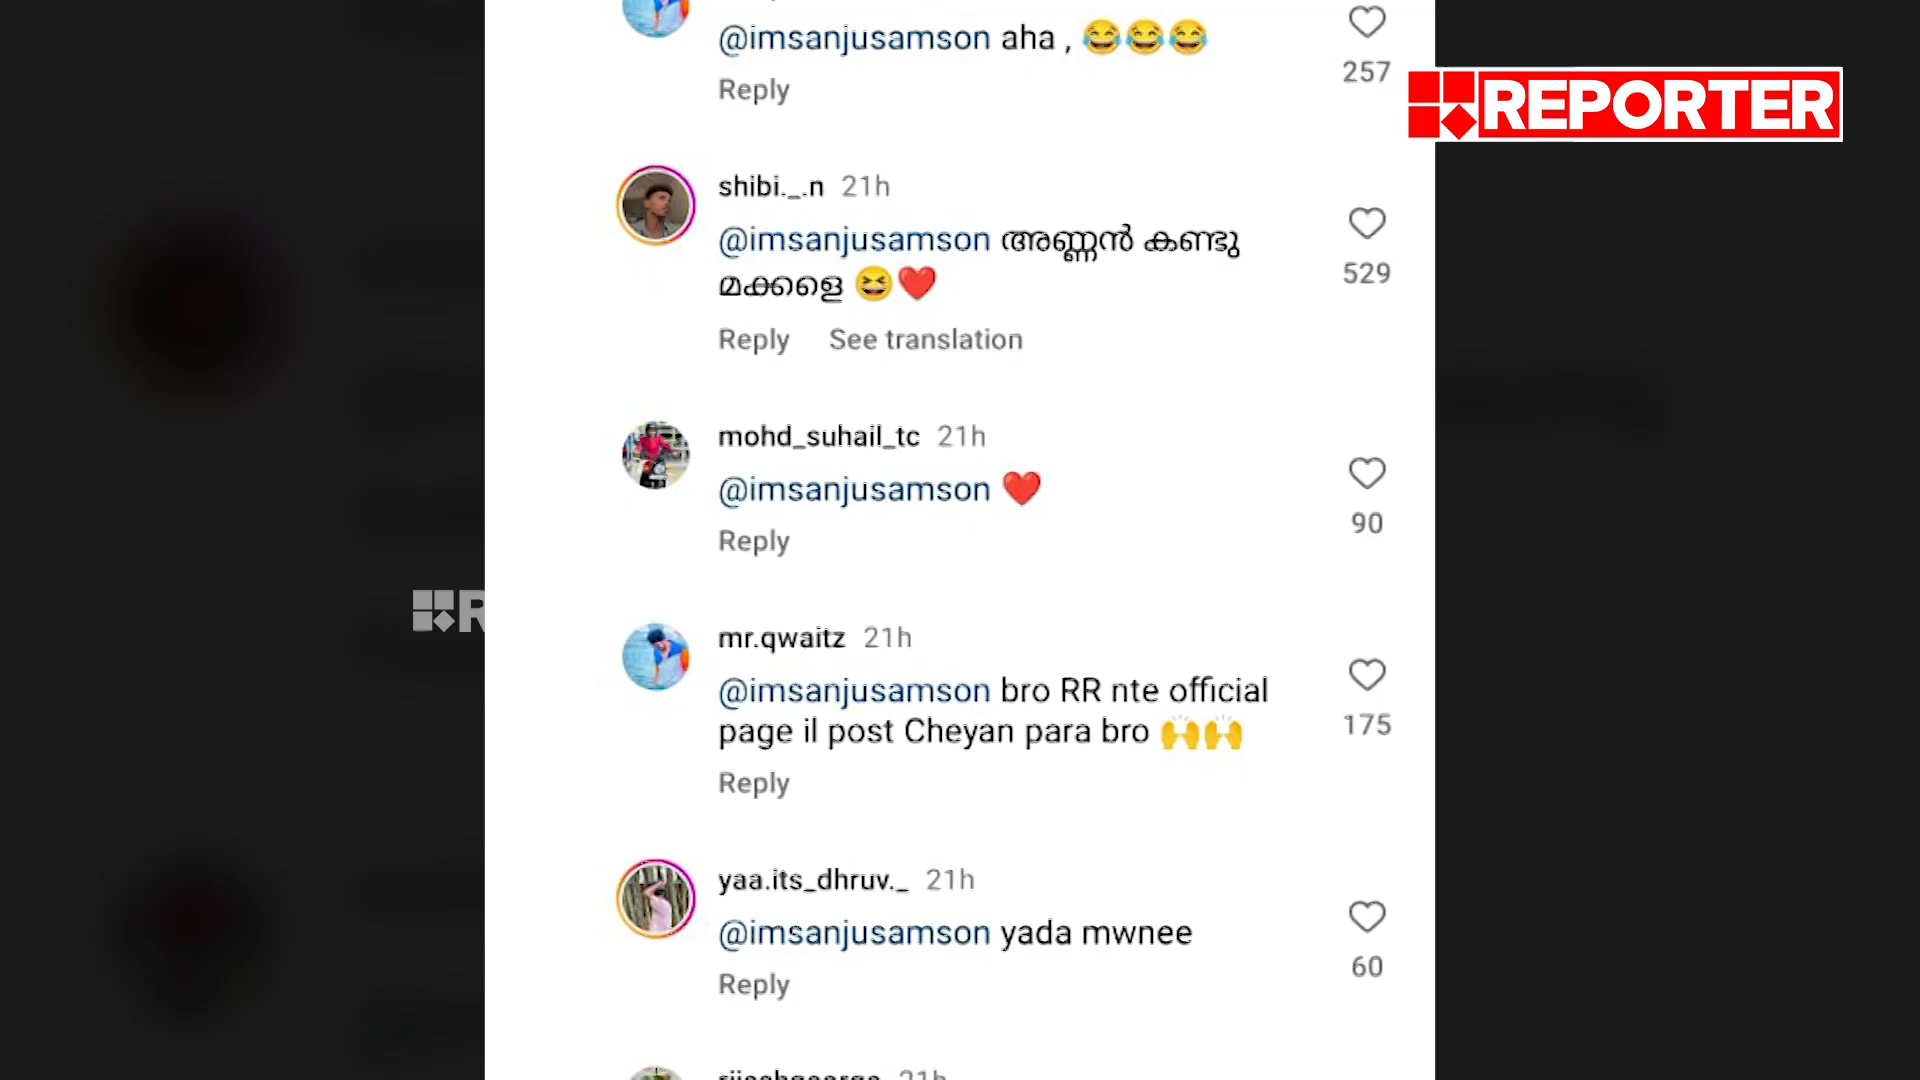 @imsanjusamson aha , 😂😂😂
257
Reply
REPORTER
shibi._.n 21h
@imsanjusamson അണ്ണൻ കണ്ടു
മക്കളെ 😆❤️
529
Reply See translation
mohd_suhail_tc 21h
@imsanjusamson ❤️
90
Reply
R
mr.qwaitz 21h
@imsanjusamson bro RR nte official
page il post Cheyan para bro 🙌🙌
175
Reply
yaa.its_dhruv._ 21h
@imsanjusamson yada mwnee
60
Reply
21h